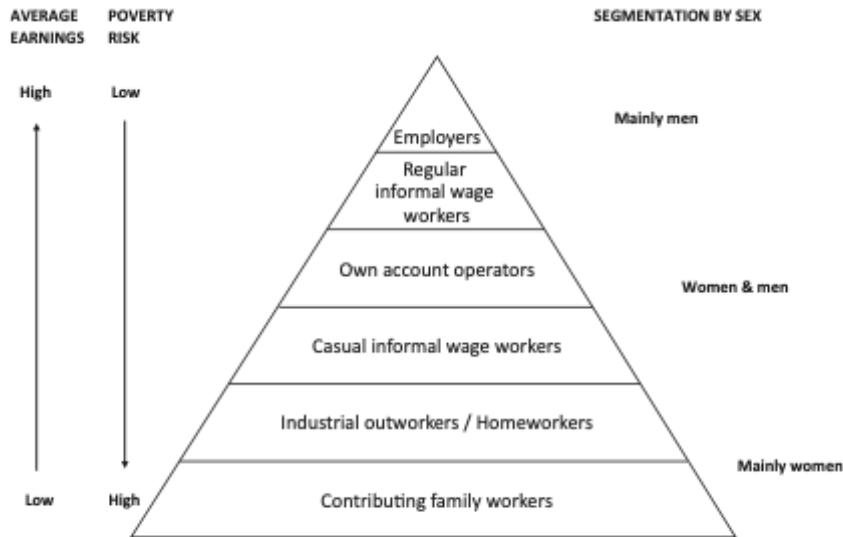 AVERAGE EARNINGS
POVERTY RISK
SEGMENTATION BY SEX
High
Low
Mainly men
Employers
Regular
informal wage
workers
Own account operators
Women & men
Casual informal wage workers
Industrial outworkers / Homeworkers
Mainly women
Low
High
Contributing family workers